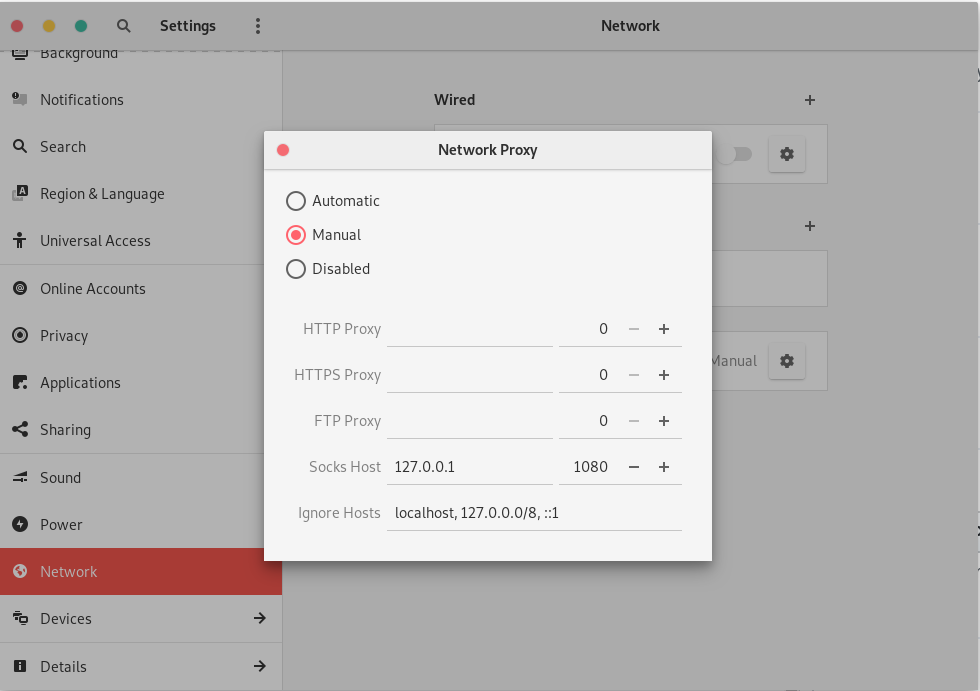 Settings
Network
Background
Notifications
Search
Region & Language
Universal Access
Online Accounts
Privacy
Applications
Sharing
Sound
Power
Network
Devices
Details
Wired
Manual
Network Proxy
Automatic
Manual
Disabled
HTTP Proxy 0
HTTPS Proxy 0
FTP Proxy 0
Socks Host 127.0.0.1 1080
Ignore Hosts localhost, 127.0.0.0/8, ::1